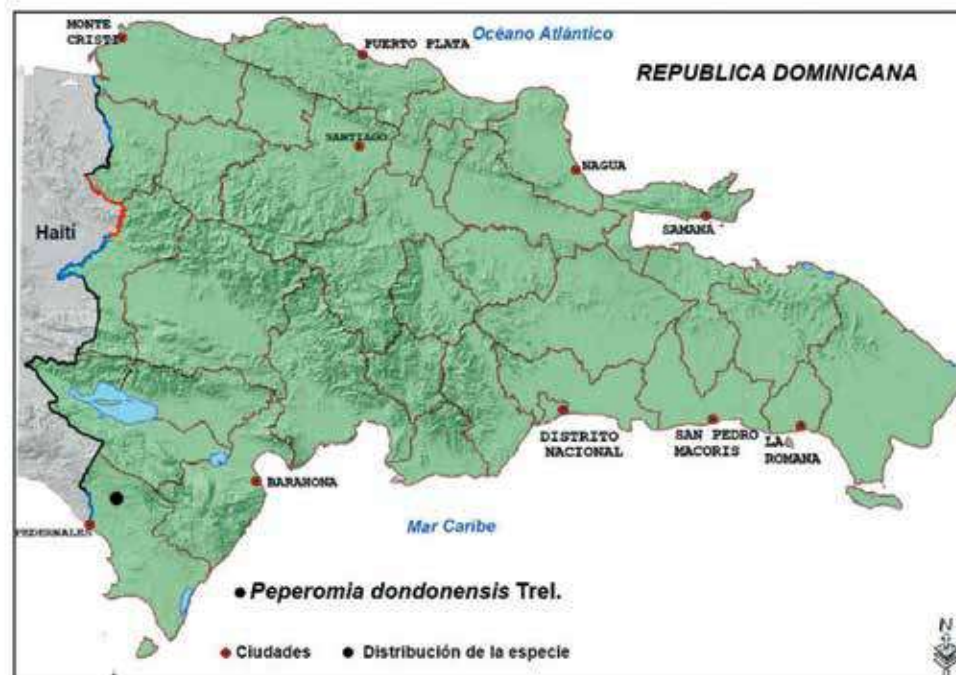 MONTE
CRISTI
Océano Atlántico
PUERTO PLATA
REPUBLICA DOMINICANA
SANTIAGO
NAGUA
Haití
SAMANA
DISTRITO
NACIONAL
SAN PEDRO
MACORIS
LA
ROMANA
BARAHONA
PEDERNALES
Mar Caribe
Peperomia dondonensis Trel.
Ciudades
Distribución de la especie
N